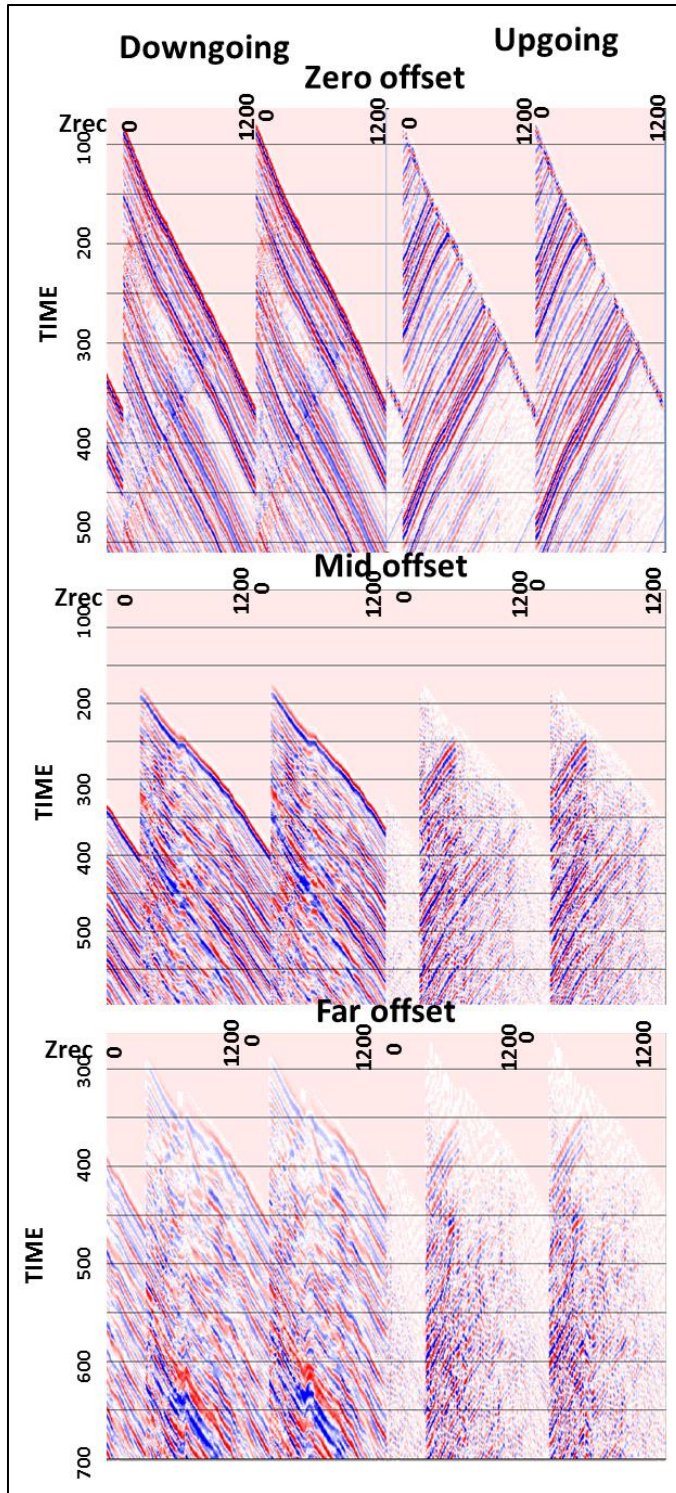 Downgoing Upgoing
Zero offset
Zrec 0 1200 0 1200 0 1200 0 1200
100
200
300
400
500
TIME
Mid offset
Zrec 0 1200 0 1200 0 1200 1200
100
200
300
400
500
TIME
Far offset
Zrec 0 1200 0 1200 0 1200 0 1200
300
400
500
600
700
TIME